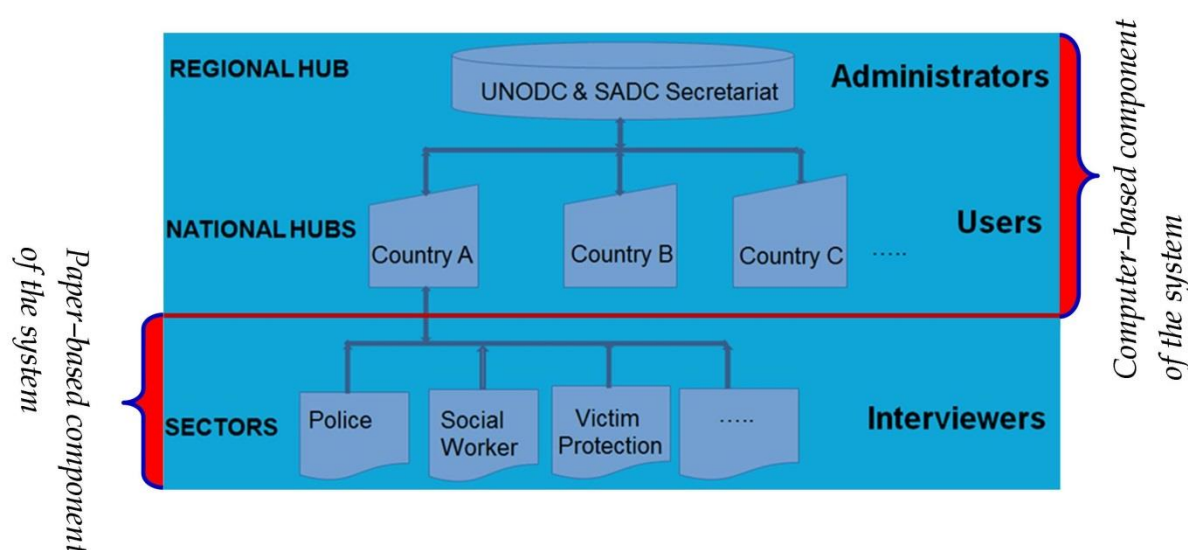 REGIONAL HUB
UNODC & SADC Secretariat
Administrators
NATIONAL HUBS
Country A
Country B
Country C
.....
Users
SECTORS
Police
Social
Worker
Victim
Protection
.....
Interviewers
Computer–based component
of the system
Paper–based component
of the system